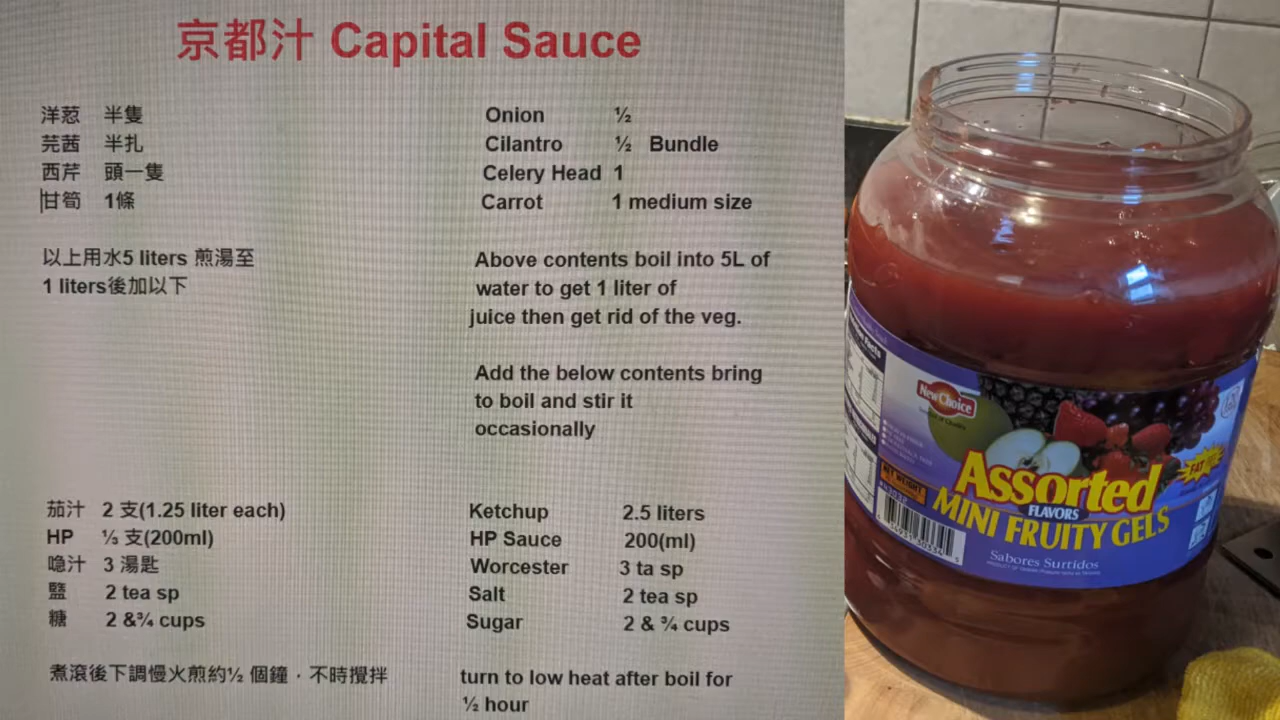 京都汁 Capital Sauce
洋葱 半隻
芫茜 半扎
西芹 頭一隻
甘筍 1條
以上用水5 liters 煎湯至
1 liters後加以下
茄汁 2 支(1.25 liter each)
HP ⅓ 支(200ml)
喼汁 3 湯匙
鹽 2 tea sp
糖 2 &¾ cups
煮滾後下調慢火煎約½ 個鐘，不時攪拌
Onion ½
Cilantro ½ Bundle
Celery Head 1
Carrot 1 medium size
Above contents boil into 5L of
water to get 1 liter of
juice then get rid of the veg.
Add the below contents bring
to boil and stir it
occasionally
Ketchup 2.5 liters
HP Sauce 200(ml)
Worcester 3 ta sp
Salt 2 tea sp
Sugar 2 & ¾ cups
turn to low heat after boil for
½ hour
New Choice
Assorted
FLAVORS
MINI FRUITY GELS
Sabores Surtidos
FAT
NET WEIGHT